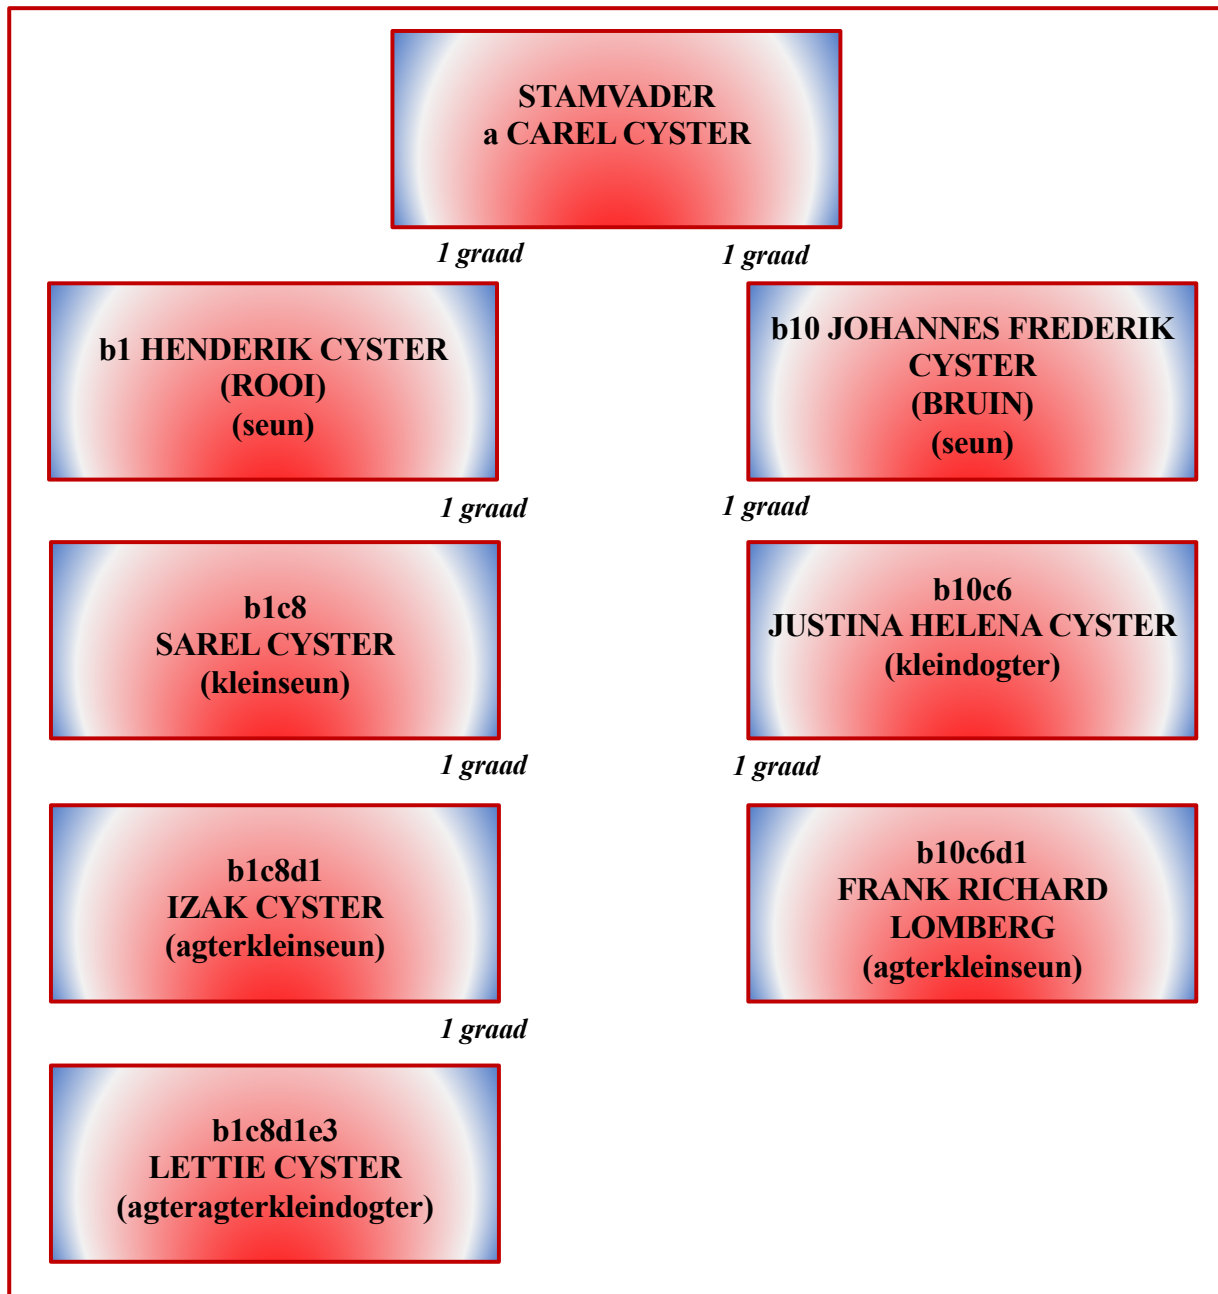 STAMVADER
a CAREL CYSTER
1 graad
1 graad
b1 HENDERIK CYSTER
(ROOI)
(seun)
b10 JOHANNES FREDERIK
CYSTER
(BRUIN)
(seun)
1 graad
1 graad
b1c8
SAREL CYSTER
(kleinseun)
b10c6
JUSTINA HELENA CYSTER
(kleindogter)
1 graad
1 graad
b1c8d1
IZAK CYSTER
(agterkleinseun)
b10c6d1
FRANK RICHARD
LOMBERG
(agterkleinseun)
1 graad
b1c8d1e3
LETTIE CYSTER
(agteragterkleindogter)